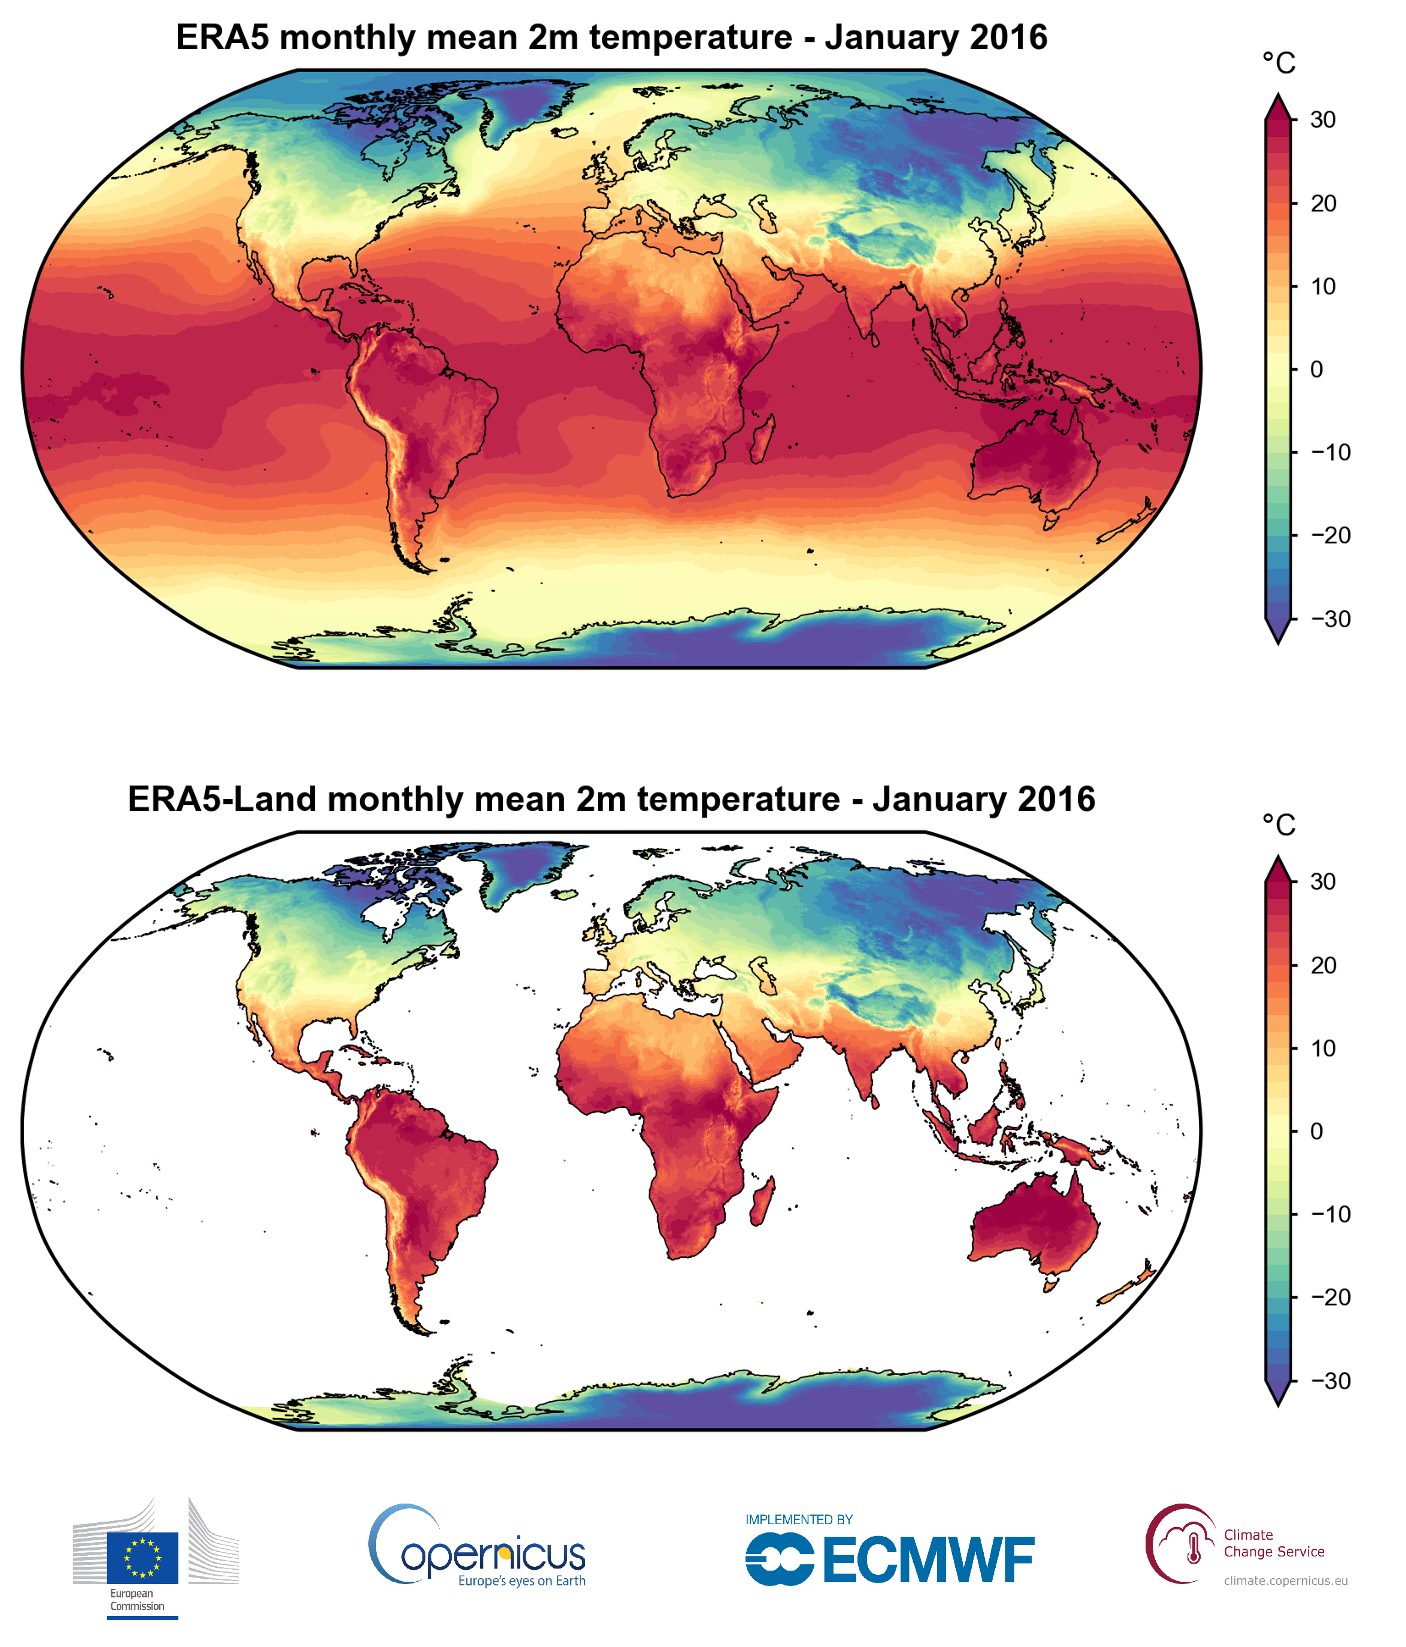 ERA5 monthly mean 2m temperature - January 2016
°C
30
20
10
0
−10
−20
−30
ERA5-Land monthly mean 2m temperature - January 2016
°C
30
20
10
0
−10
−20
−30
European
Commission
opernicus
Europe's eyes on Earth
IMPLEMENTED BY
ECMWF
Climate
Change Service
climate.copernicus.eu